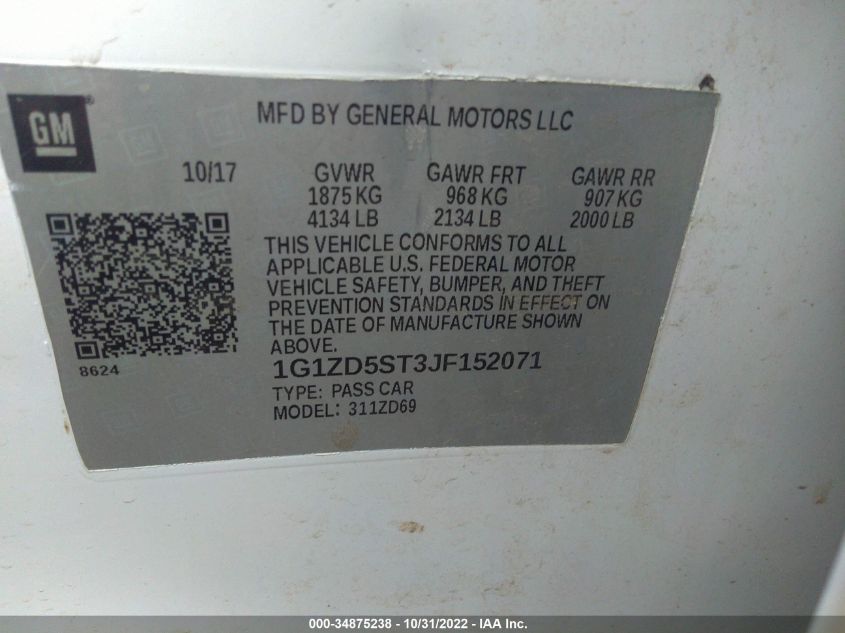 GM®
MFD BY GENERAL MOTORS LLC
10/17 GVWR GAWR FRT GAWR RR
1875 KG 968 KG 907 KG
4134 LB 2134 LB 2000 LB
THIS VEHICLE CONFORMS TO ALL
APPLICABLE U.S. FEDERAL MOTOR
VEHICLE SAFETY, BUMPER, AND THEFT
PREVENTION STANDARDS IN EFFECT ON
THE DATE OF MANUFACTURE SHOWN
ABOVE.
8624
1G1ZD5ST3JF152071
TYPE: PASS CAR
MODEL: 311ZD69
000-34875238 - 10/31/2022 - IAA Inc.